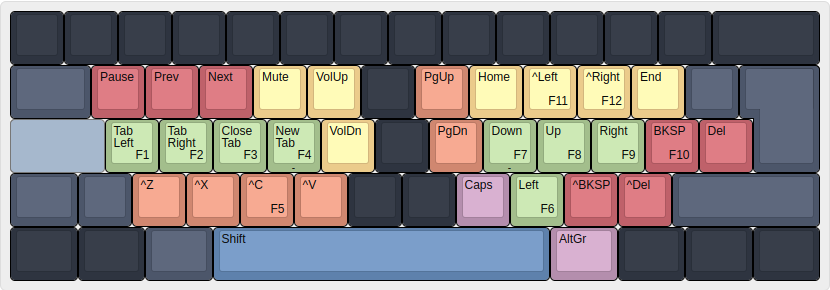 Pause Prev Next Mute VolUp PgUp Home ^Left ^Right End
F11 F12
Tab Tab Close New VolDn PgDn Down Up Right BKSP Del
Left Right Tab Tab
F1 F2 F3 F4 F7 F8 F9 F10
^Z ^X ^C ^V Caps Left ^BKSP ^Del
F5 F6
Shift AltGr